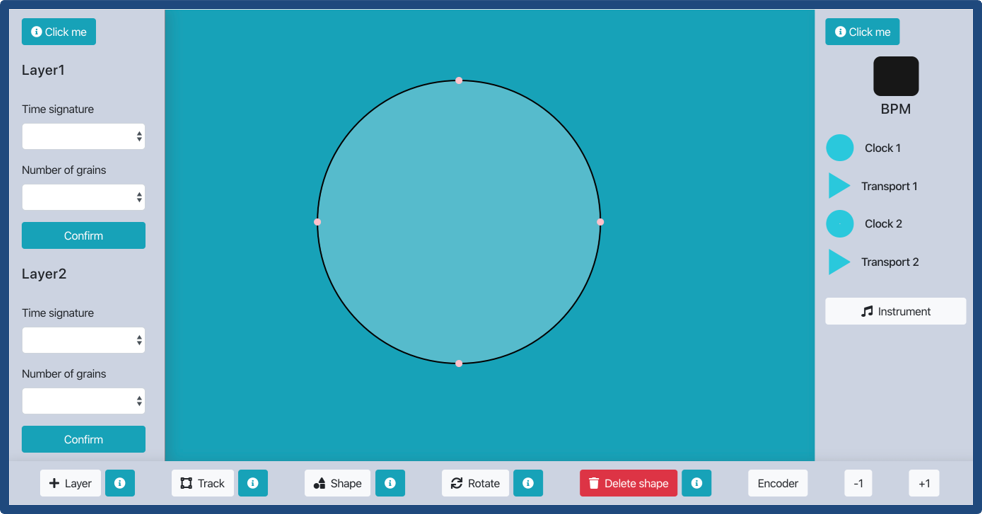 Click me
Layer1
Time signature
Number of grains
Confirm
Layer2
Time signature
Number of grains
Confirm
Click me
BPM
Clock 1
Transport 1
Clock 2
Transport 2
Instrument
Layer
Track
Shape
Rotate
Delete shape
Encoder
-1
+1